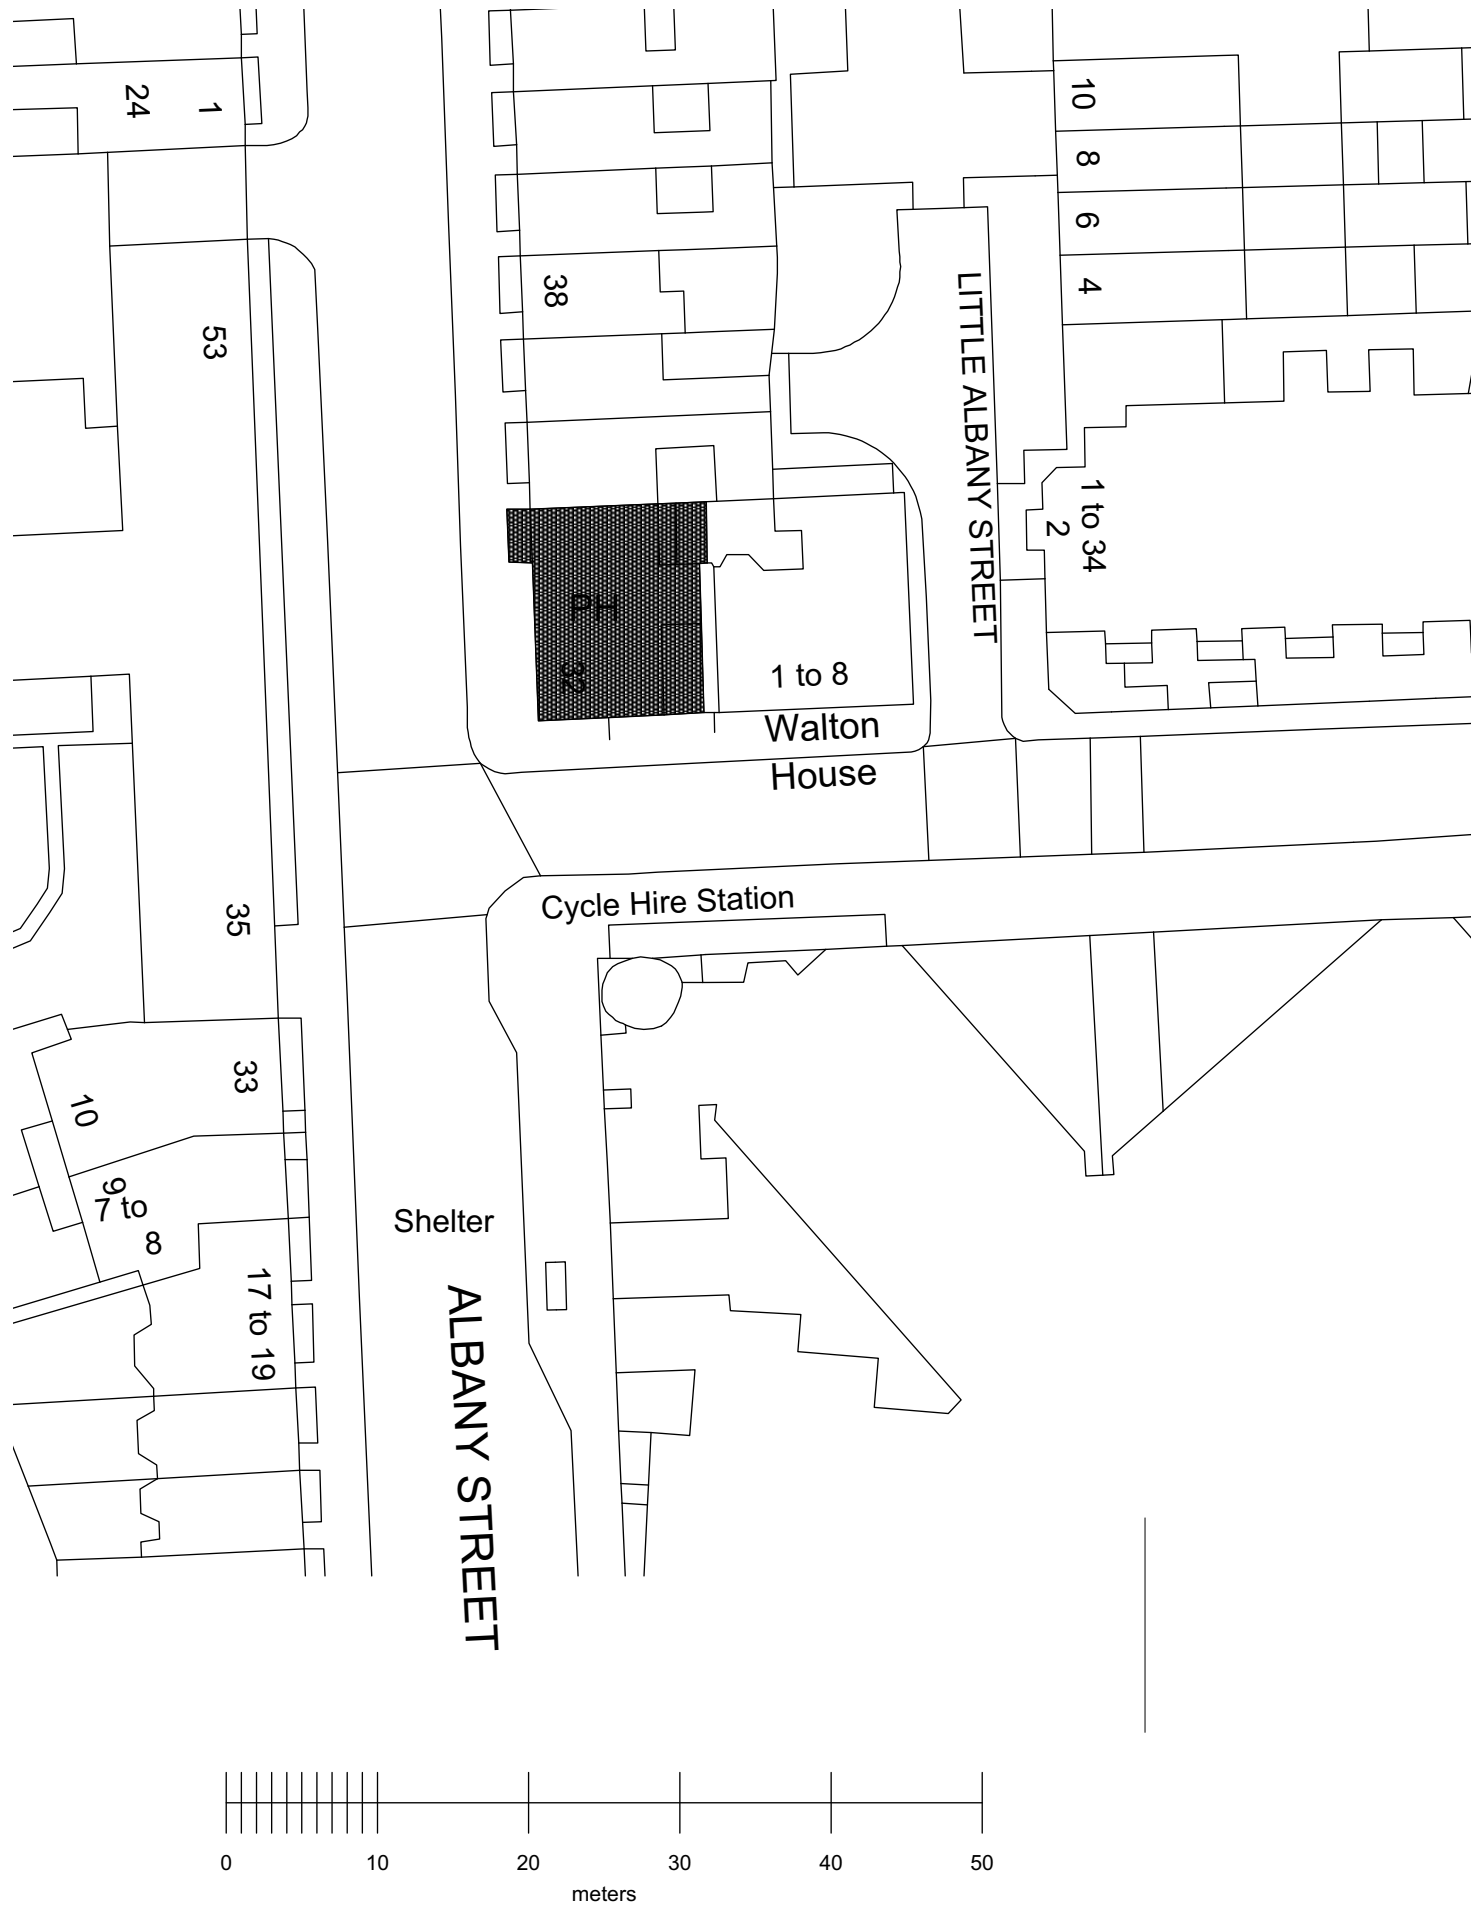 24
1
10
8
6
4
38
53
LITTLE ALBANY STREET
1 to 34
2
PH
32
1 to 8
Walton
House
Cycle Hire Station
35
33
10
9
7 to
8
Shelter
17 to 19
ALBANY STREET
0 10 20 30 40 50
meters